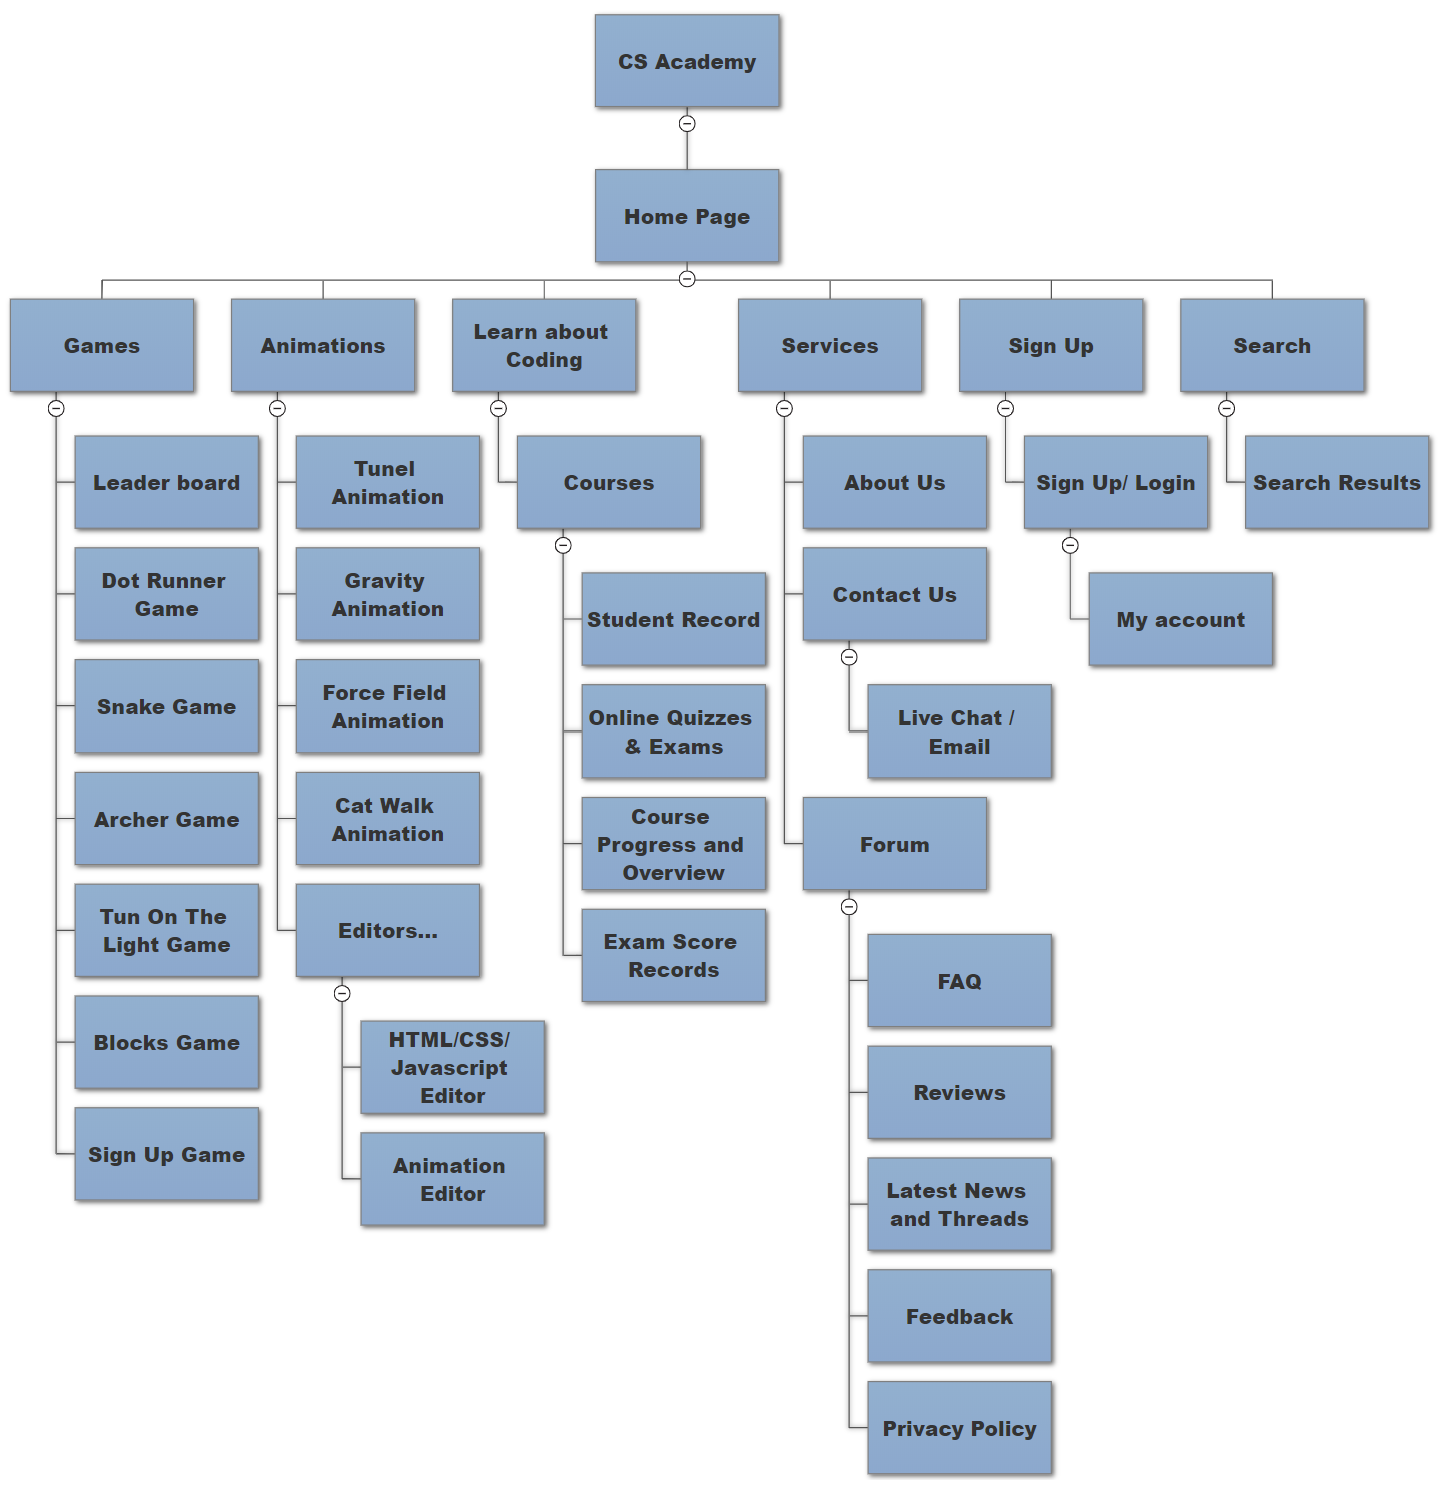 CS Academy
Home Page
Games
Animations
Learn about
Coding
Services
Sign Up
Search
Leader board
Dot Runner
Game
Snake Game
Archer Game
Tun On The
Light Game
Blocks Game
Sign Up Game
Tunel
Animation
Gravity
Animation
Force Field
Animation
Cat Walk
Animation
Editors...
HTML/CSS/
Javascript
Editor
Animation
Editor
Courses
Student Record
Online Quizzes
& Exams
Course
Progress and
Overview
Exam Score
Records
About Us
Contact Us
Live Chat /
Email
Forum
FAQ
Reviews
Latest News
and Threads
Feedback
Privacy Policy
Sign Up/ Login
My account
Search Results